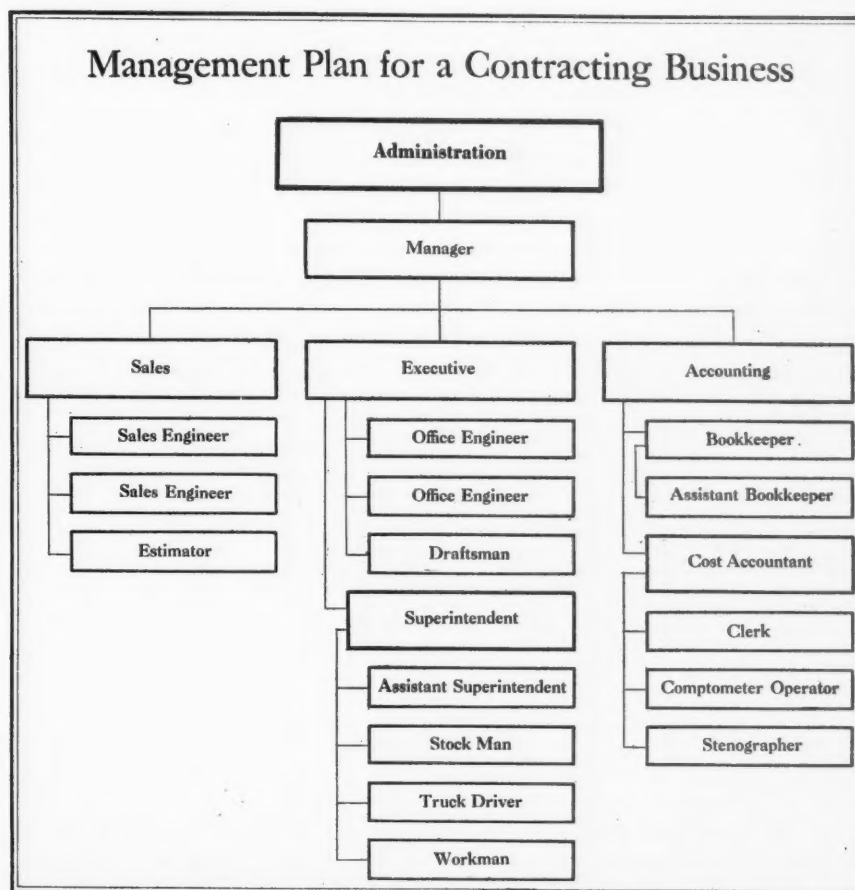 Management Plan for a Contracting Business
Administration
Manager
Sales
Sales Engineer
Sales Engineer
Estimator
Executive
Office Engineer
Office Engineer
Draftsman
Superintendent
Assistant Superintendent
Stock Man
Truck Driver
Workman
Accounting
Bookkeeper
Assistant Bookkeeper
Cost Accountant
Clerk
Comptometer Operator
Stenographer